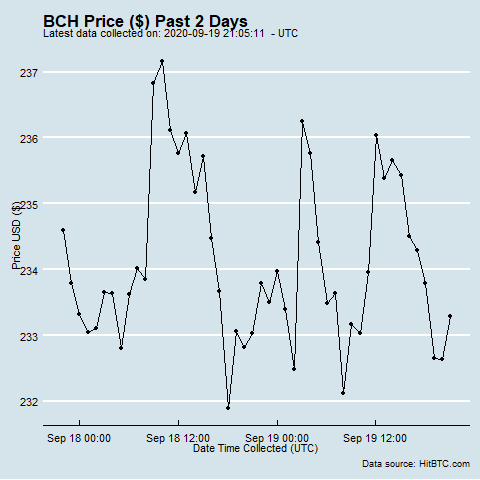 BCH Price ($) Past 2 Days
Latest data collected on: 2020-09-19 21:05:11  - UTC
Price USD ($)
237
236
235
234
233
232
Sep 18 00:00
Sep 18 12:00
Sep 19 00:00
Sep 19 12:00
Date Time Collected (UTC)
Data source: HitBTC.com